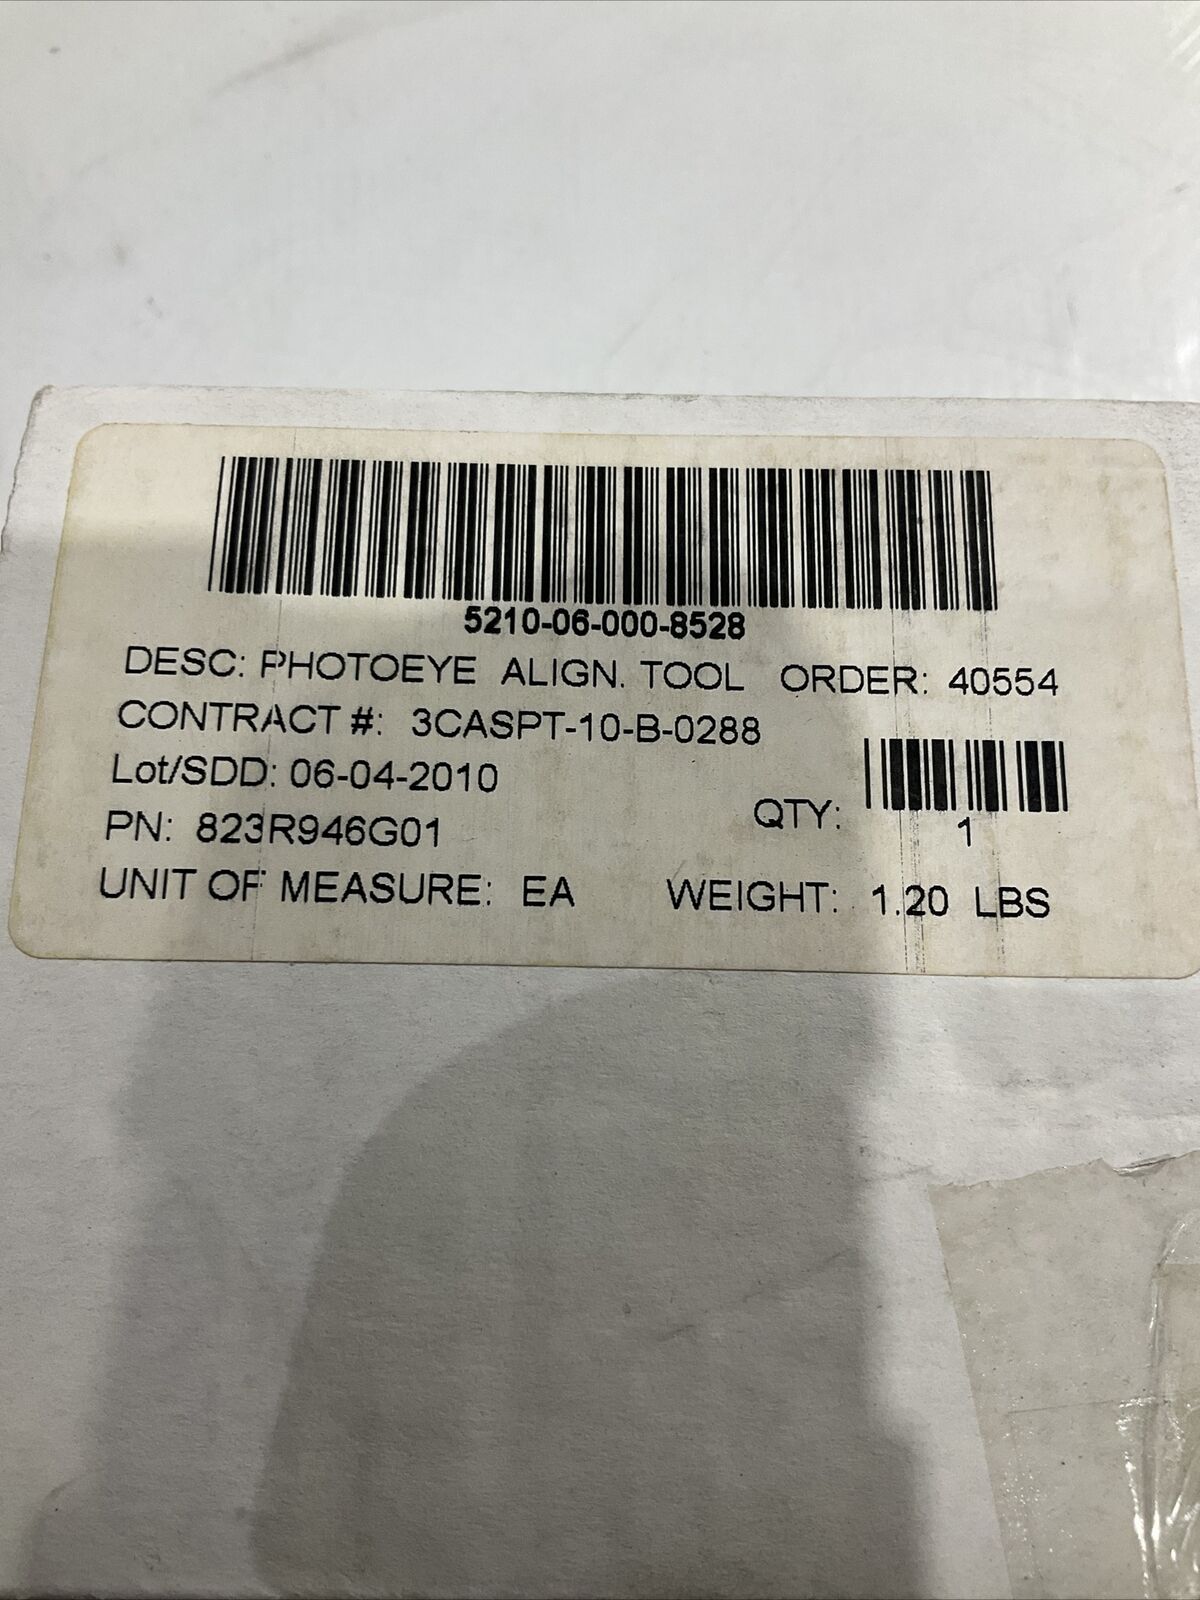 5210-06-000-8528
DESC: PHOTOEYE ALIGN. TOOL ORDER: 40554
CONTRACT #: 3CASPT-10-B-0288
Lot/SDD: 06-04-2010
QTY: 1
PN: 823R946G01
UNIT OF MEASURE: EA WEIGHT: 1.20 LBS